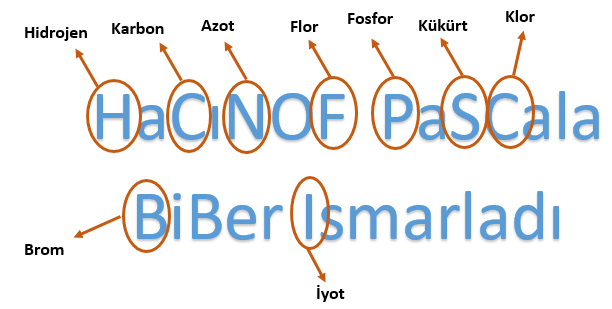 Hidrojen Karbon Azot Flor Fosfor Kükürt Klor
HaCıNOF PaSCala
BiBer Ismarladı
Brom
İyot